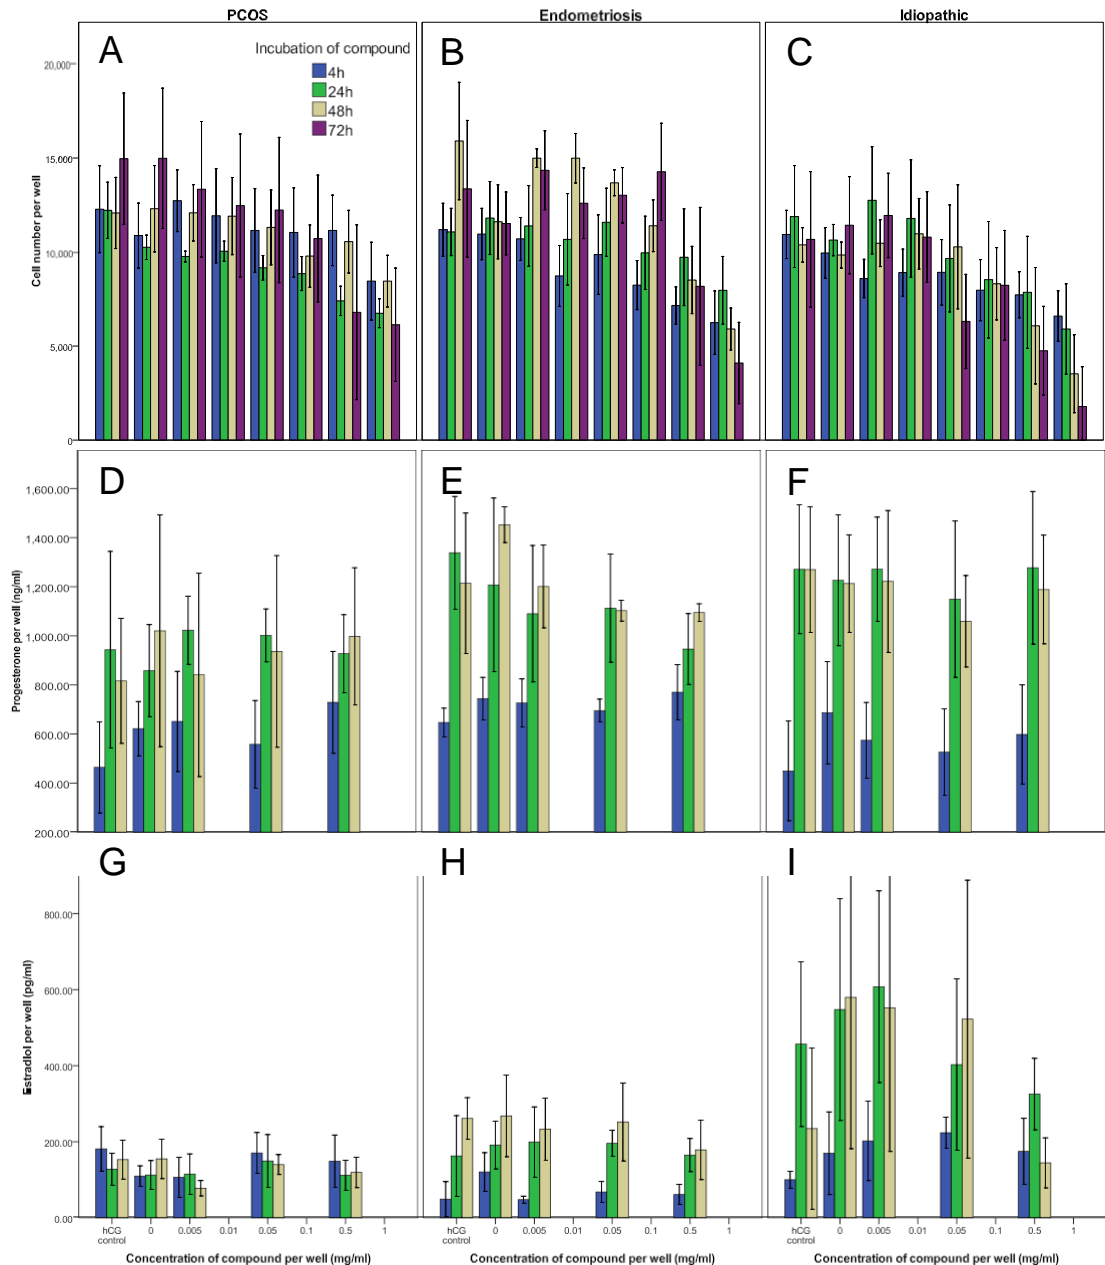 PCOS Endometriosis Idiopathic
A B C
Incubation of compound
4h
24h
48h
72h
20,000
15,000
10,000
5,000
0
Cell number per well
D E F
1,600.00
1,400.00
1,200.00
1,000.00
800.00
600.00
400.00
200.00
Progesterone per well (ng/ml)
G H I
800.00
600.00
400.00
200.00
0.00
Estradiol per well (pg/ml)
hCG control 0 0.005 0.01 0.05 0.1 0.5 1 hCG control 0 0.005 0.01 0.05 0.1 0.5 1 hCG control 0 0.005 0.01 0.05 0.1 0.5 1
Concentration of compound per well (mg/ml) Concentration of compound per well (mg/ml) Concentration of compound per well (mg/ml)